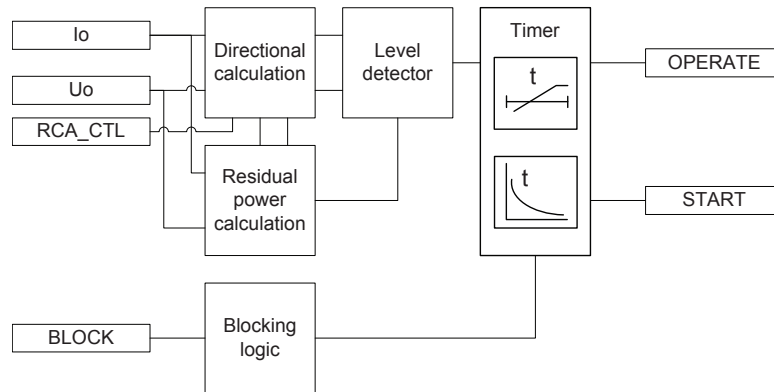 Io
Uo
RCA_CTL
BLOCK
Directional
calculation
Residual
power
calculation
Blocking
logic
Level
detector
Timer
t
t
OPERATE
START